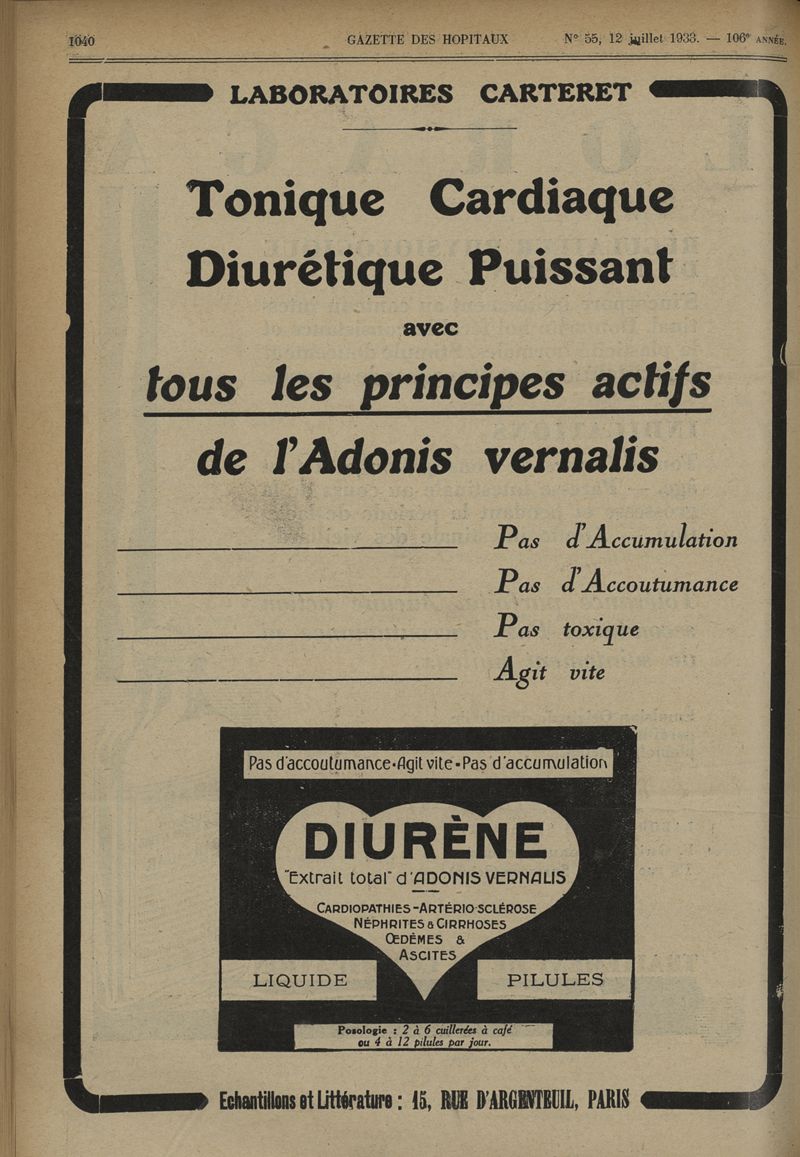 1040 GAZETTE DES HOPITAUX N° 55, 12 juillet 1933. — 106e ANNÉE.
LABORATOIRES CARTERET
Tonique Cardiaque
Diurétique Puissant
avec
tous les principes actifs
de l'Adonis vernalis
Pas d'Accumulation
Pas d'Accoutumance
Pas toxique
Agit vite
Pas d'accoutumance•Agit vite•Pas d'accumulation
DIURÈNE
"Extrait total" d'ADONIS VERNALIS
CARDIOPATHIES-ARTÉRIO-SCLÉROSE
NÉPHRITES & CIRRHOSES
ŒDÈMES &
ASCITES
LIQUIDE PILULES
Posologie : 2 à 6 cuillerées à café
ou 4 à 12 pilules par jour.
Echantillons et Littérature : 15, RUE D'ARGENTEUIL, PARIS